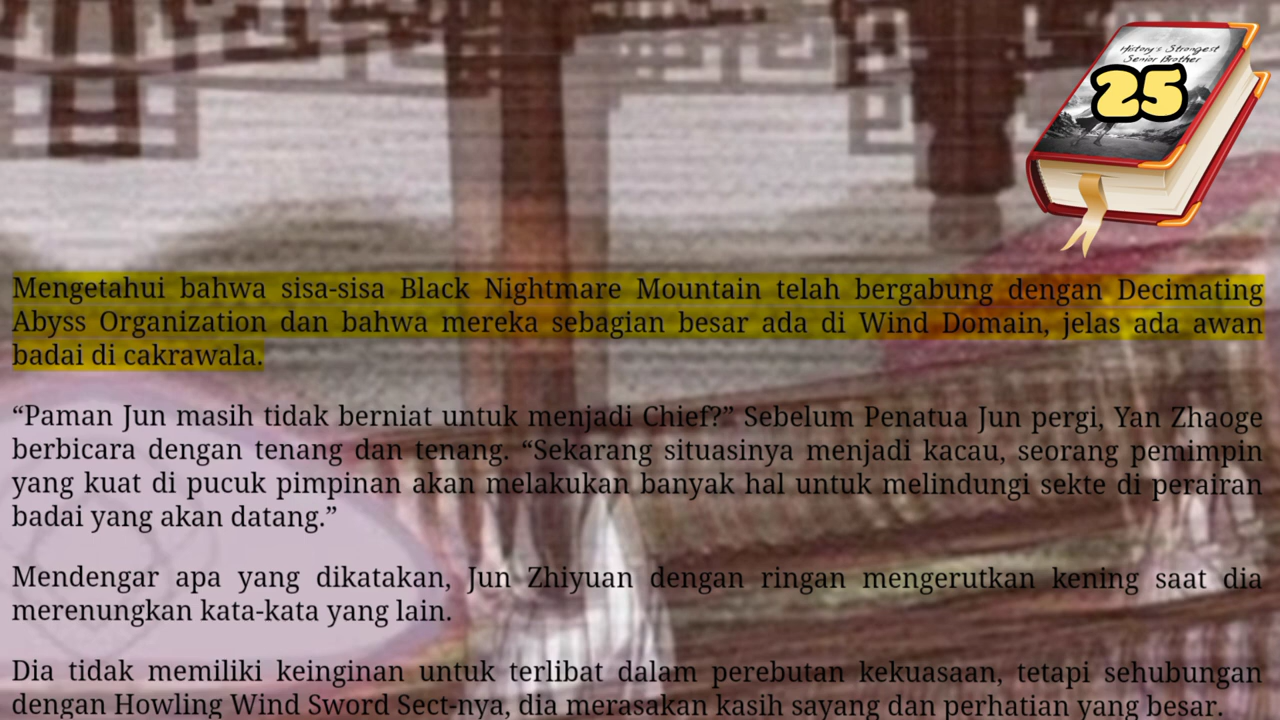 History's Strongest
Senior Brother
25
Mengetahui bahwa sisa-sisa Black Nightmare Mountain telah bergabung dengan Decimating
Abyss Organization dan bahwa mereka sebagian besar ada di Wind Domain, jelas ada awan
badai di cakrawala.
“Paman Jun masih tidak berniat untuk menjadi Chief?” Sebelum Penatua Jun pergi, Yan Zhaoge
berbicara dengan tenang dan tenang. “Sekarang situasinya menjadi kacau, seorang pemimpin
yang kuat di pucuk pimpinan akan melakukan banyak hal untuk melindungi sekte di perairan
badai yang akan datang.”
Mendengar apa yang dikatakan, Jun Zhiyuan dengan ringan mengerutkan kening saat dia
merenungkan kata-kata yang lain.
Dia tidak memiliki keinginan untuk terlibat dalam perebutan kekuasaan, tetapi sehubungan
dengan Howling Wind Sword Sect-nya, dia merasakan kasih sayang dan perhatian yang besar.